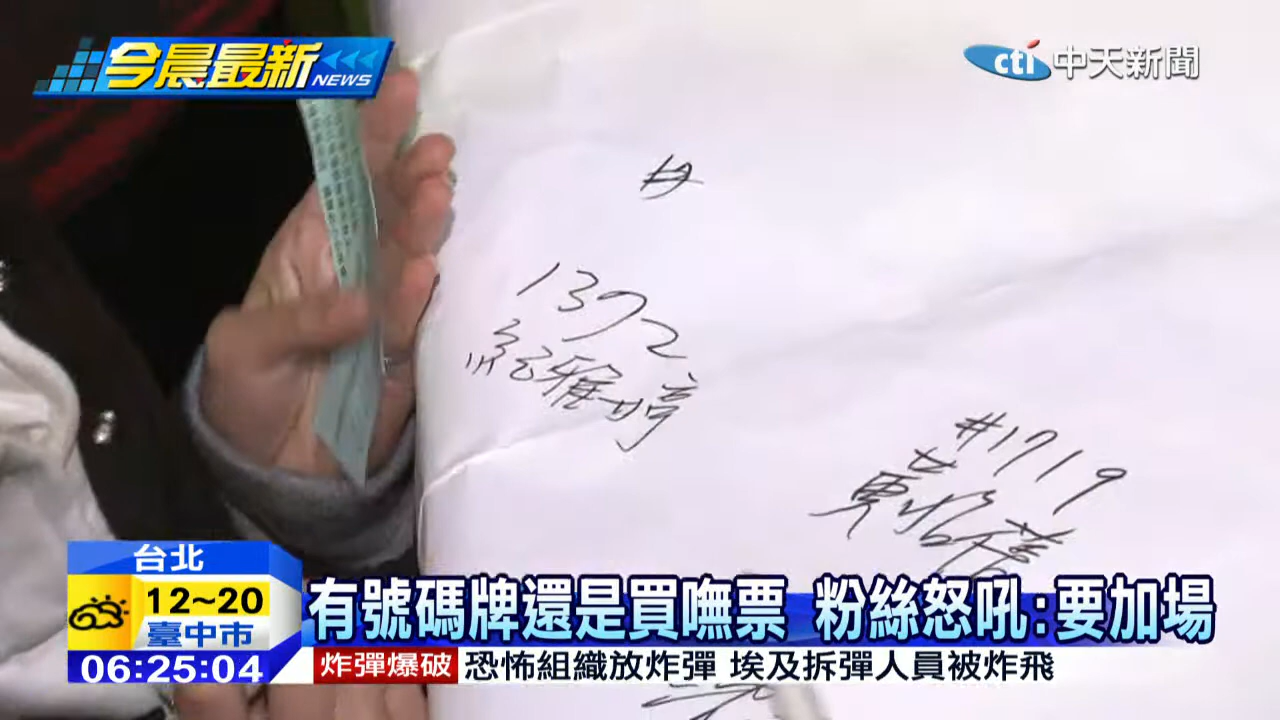 今晨最新
NEWS
cti 中天新聞
#
1372
紀雅婷
#1719
台北
12~20
臺中市
06:25:04
有號碼牌還是買嘸票 粉絲怒吼:要加場
炸彈爆破 恐怖組織放炸彈 埃及拆彈人員被炸飛